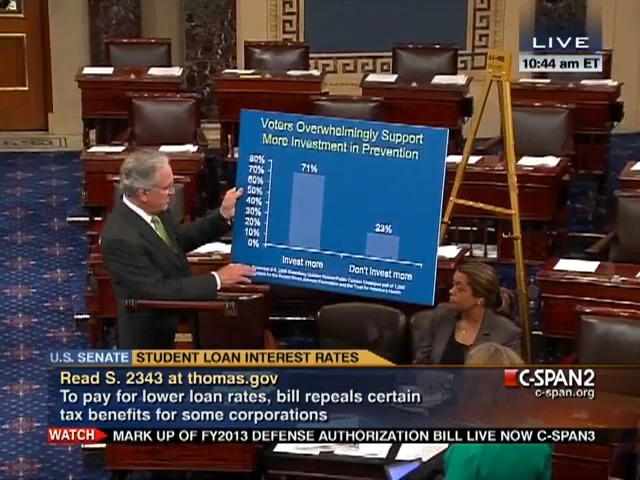 LIVE
10:44 am ET
Voters Overwhelmingly Support
More Investment in Prevention
80%
70%
60%
50%
40%
30%
20%
10%
0%
71%
23%
Invest more
Don't invest more
U.S. SENATE STUDENT LOAN INTEREST RATES
Read S. 2343 at thomas.gov
To pay for lower loan rates, bill repeals certain
tax benefits for some corporations
C-SPAN2
c-span.org
WATCH MARK UP OF FY2013 DEFENSE AUTHORIZATION BILL LIVE NOW C-SPAN3